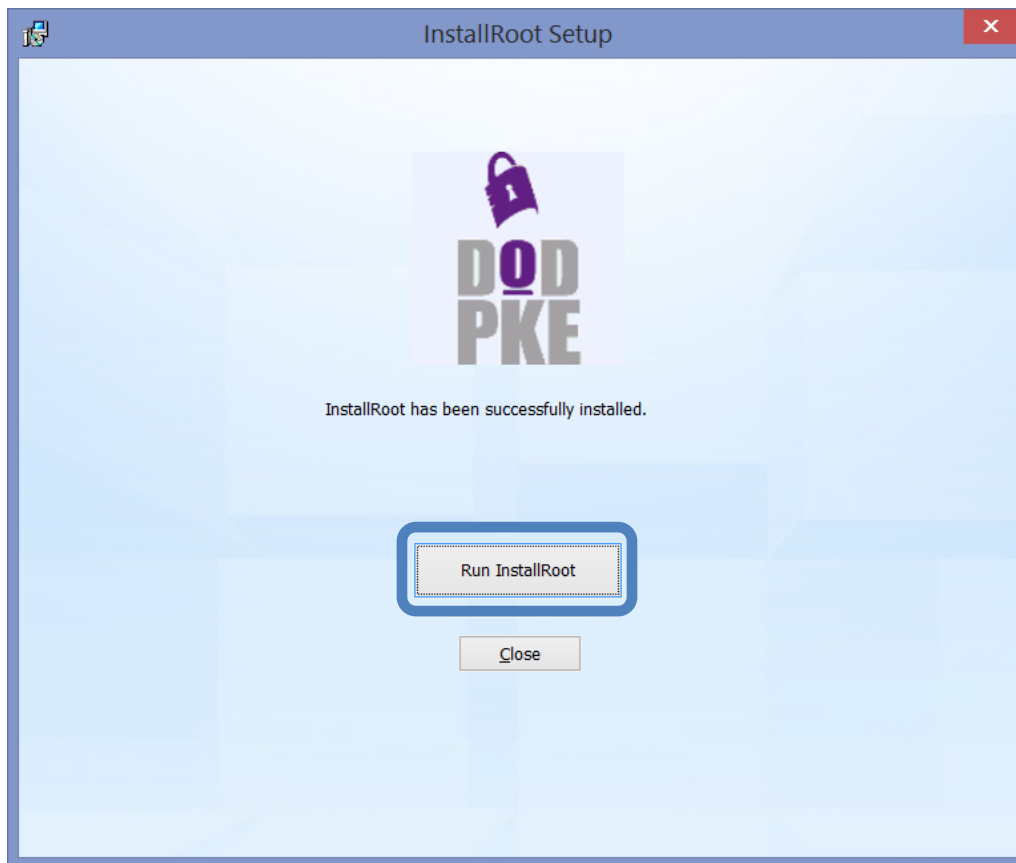 InstallRoot Setup
DOD
PKE
InstallRoot has been successfully installed.
Run InstallRoot
Close